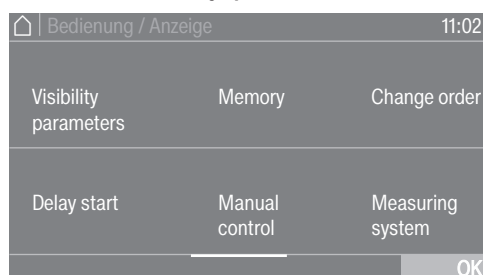 Bedienung / Anzeige 11:02
Visibility parameters Memory Change order
Delay start Manual control Measuring system
OK